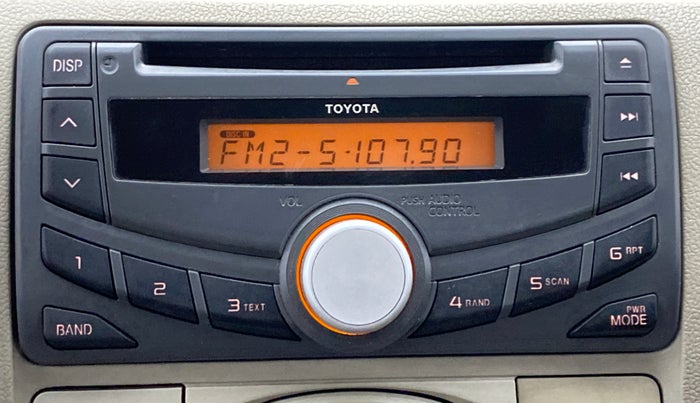 DISP
TOYOTA
DISC IN
FM2-5·107.90
VOL
PUSH AUDIO
CONTROL
1
2
3 TEXT
4 RAND
5 SCAN
6 RPT
BAND
PWR
MODE